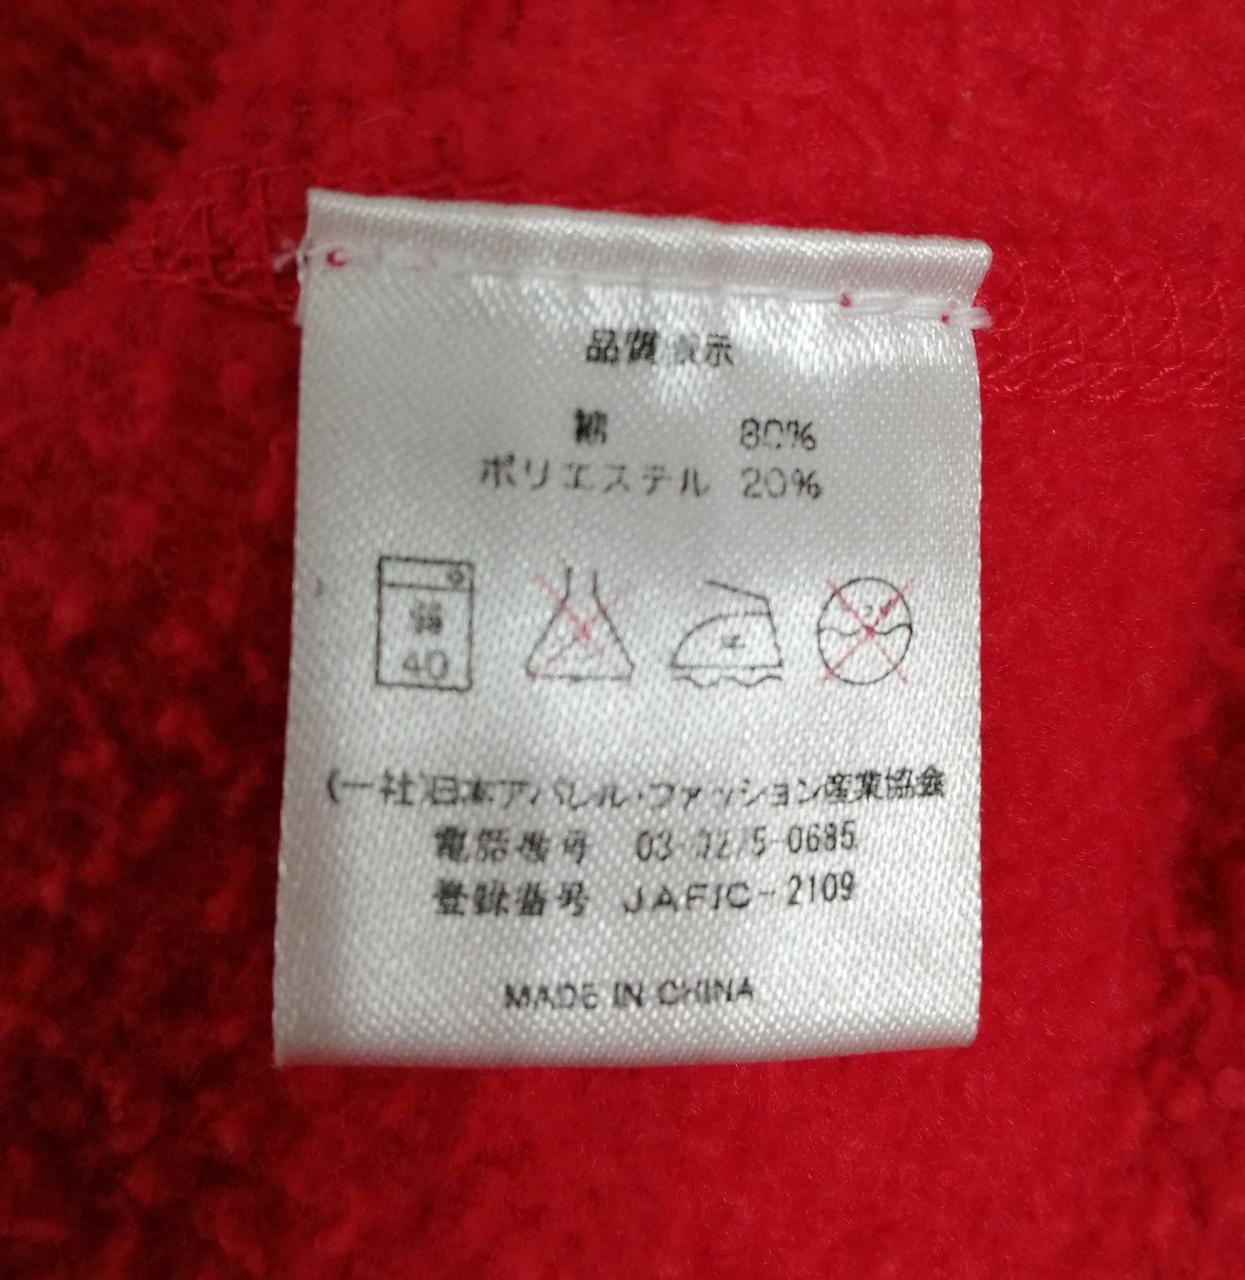 品質表示
綿 80%
ポリエステル 20%
弱
40
中
(一社)日本アパレル・ファッション産業協会
電話番号 03-3275-0685
登録番号 JAFIC-2109
MADE IN CHINA